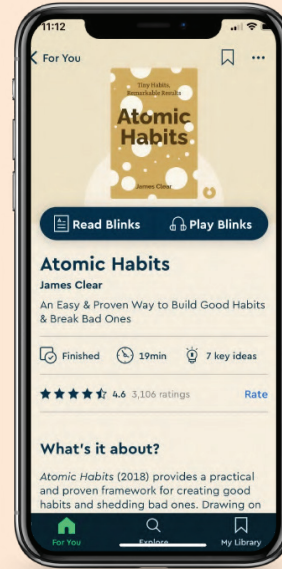 11:12
For You
Tiny Habits,
Remarkable Results
Atomic
Habits
James Clear
Read Blinks
Play Blinks
Atomic Habits
James Clear
An Easy & Proven Way to Build Good Habits
& Break Bad Ones
Finished 19min 7 key ideas
4.6 3,106 ratings Rate
What's it about?
Atomic Habits (2018) provides a practical
and proven framework for creating good
habits and shedding bad ones. Drawing on
For You Explore My Library